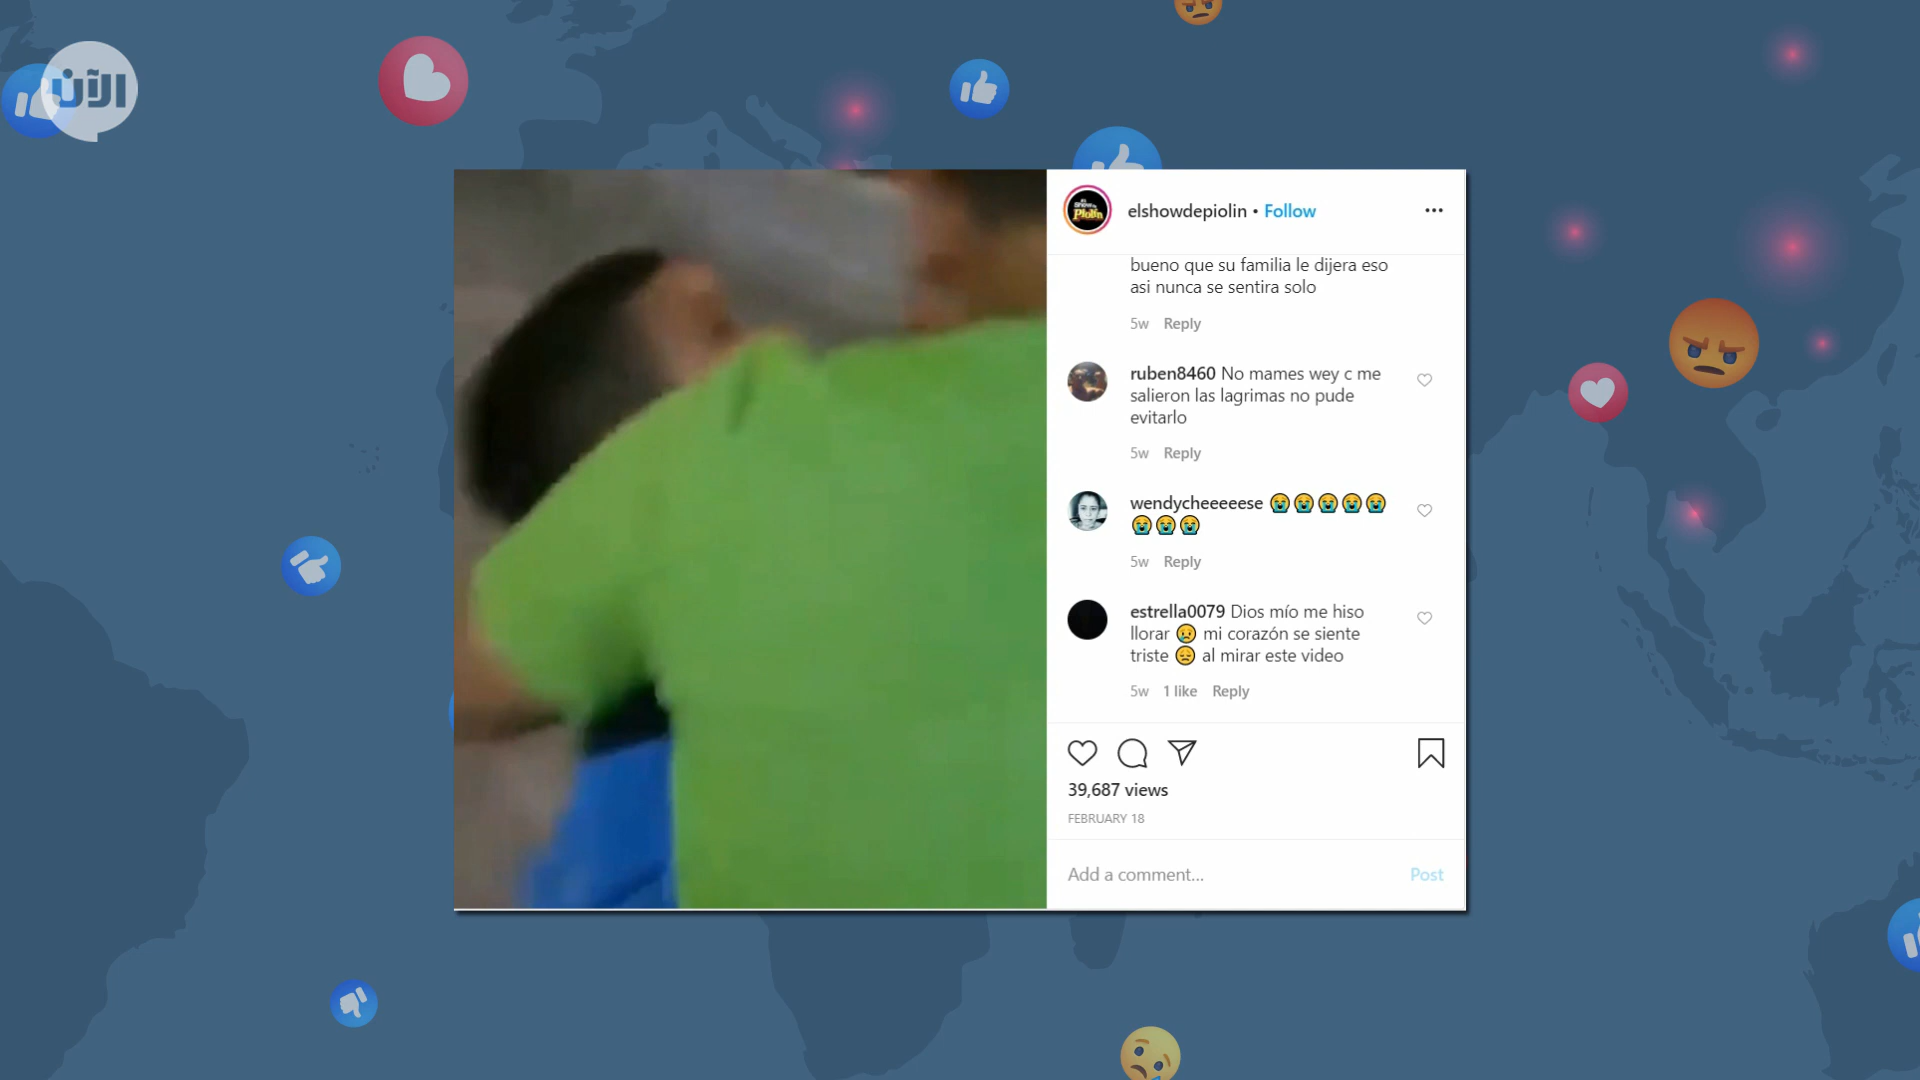 الآن
elshowdepiolin • Follow
bueno que su familia le dijera eso
asi nunca se sentira solo
5w Reply
ruben8460 No mames wey c me
salieron las lagrimas no pude
evitarlo
5w Reply
wendycheeeeese 😭😭😭😭😭
😭😭😭
5w Reply
estrella0079 Dios mío me hiso
llorar 😢 mi corazón se siente
triste 😔 al mirar este video
5w 1 like Reply
39,687 views
FEBRUARY 18
Add a comment... Post